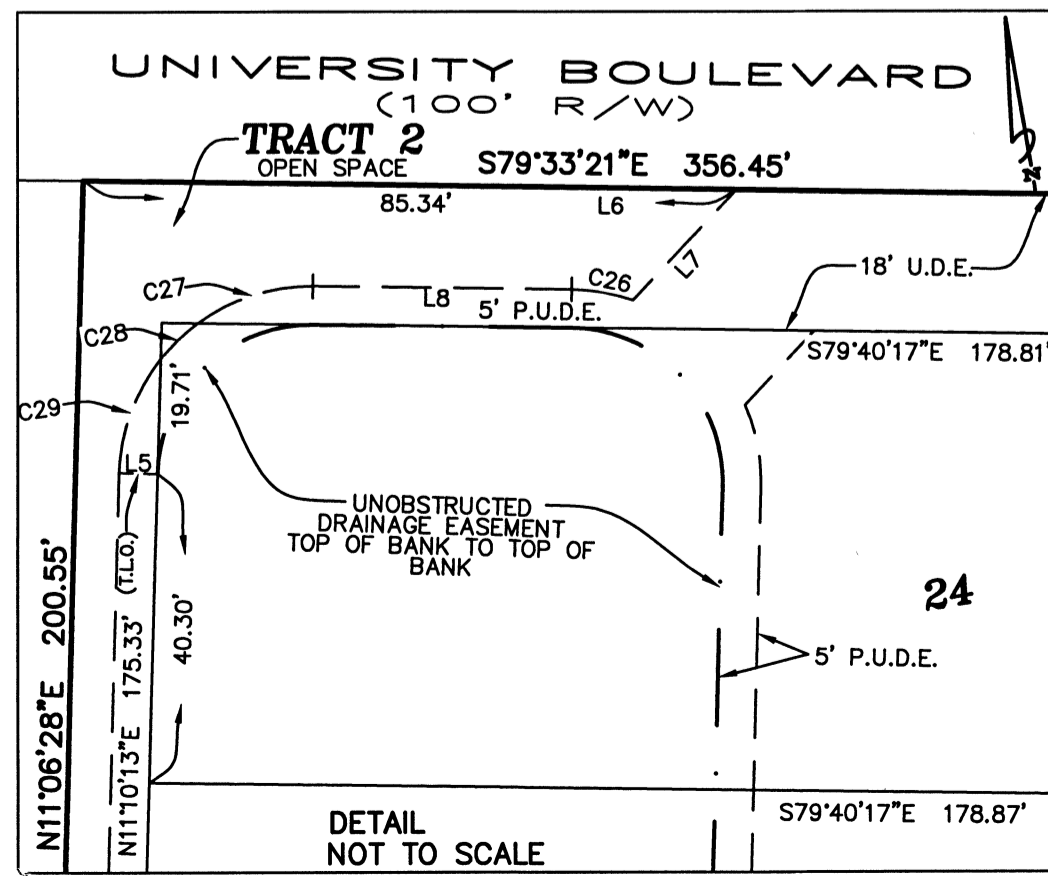 UNIVERSITY BOULEVARD
(100' R/W)
TRACT 2
OPEN SPACE
S79°33'21"E 356.45'
N
85.34'
L6
L7
18' U.D.E.
C27
C26
L8
5' P.U.D.E.
C28
S79°40'17"E 178.81'
19.71'
C29
L5
UNOBSTRUCTED
DRAINAGE EASEMENT
TOP OF BANK TO TOP OF
BANK
(T.L.O.)
N11°06'28"E 200.55'
N11°10'13"E 175.33'
40.30'
24
5' P.U.D.E.
S79°40'17"E 178.87'
DETAIL
NOT TO SCALE